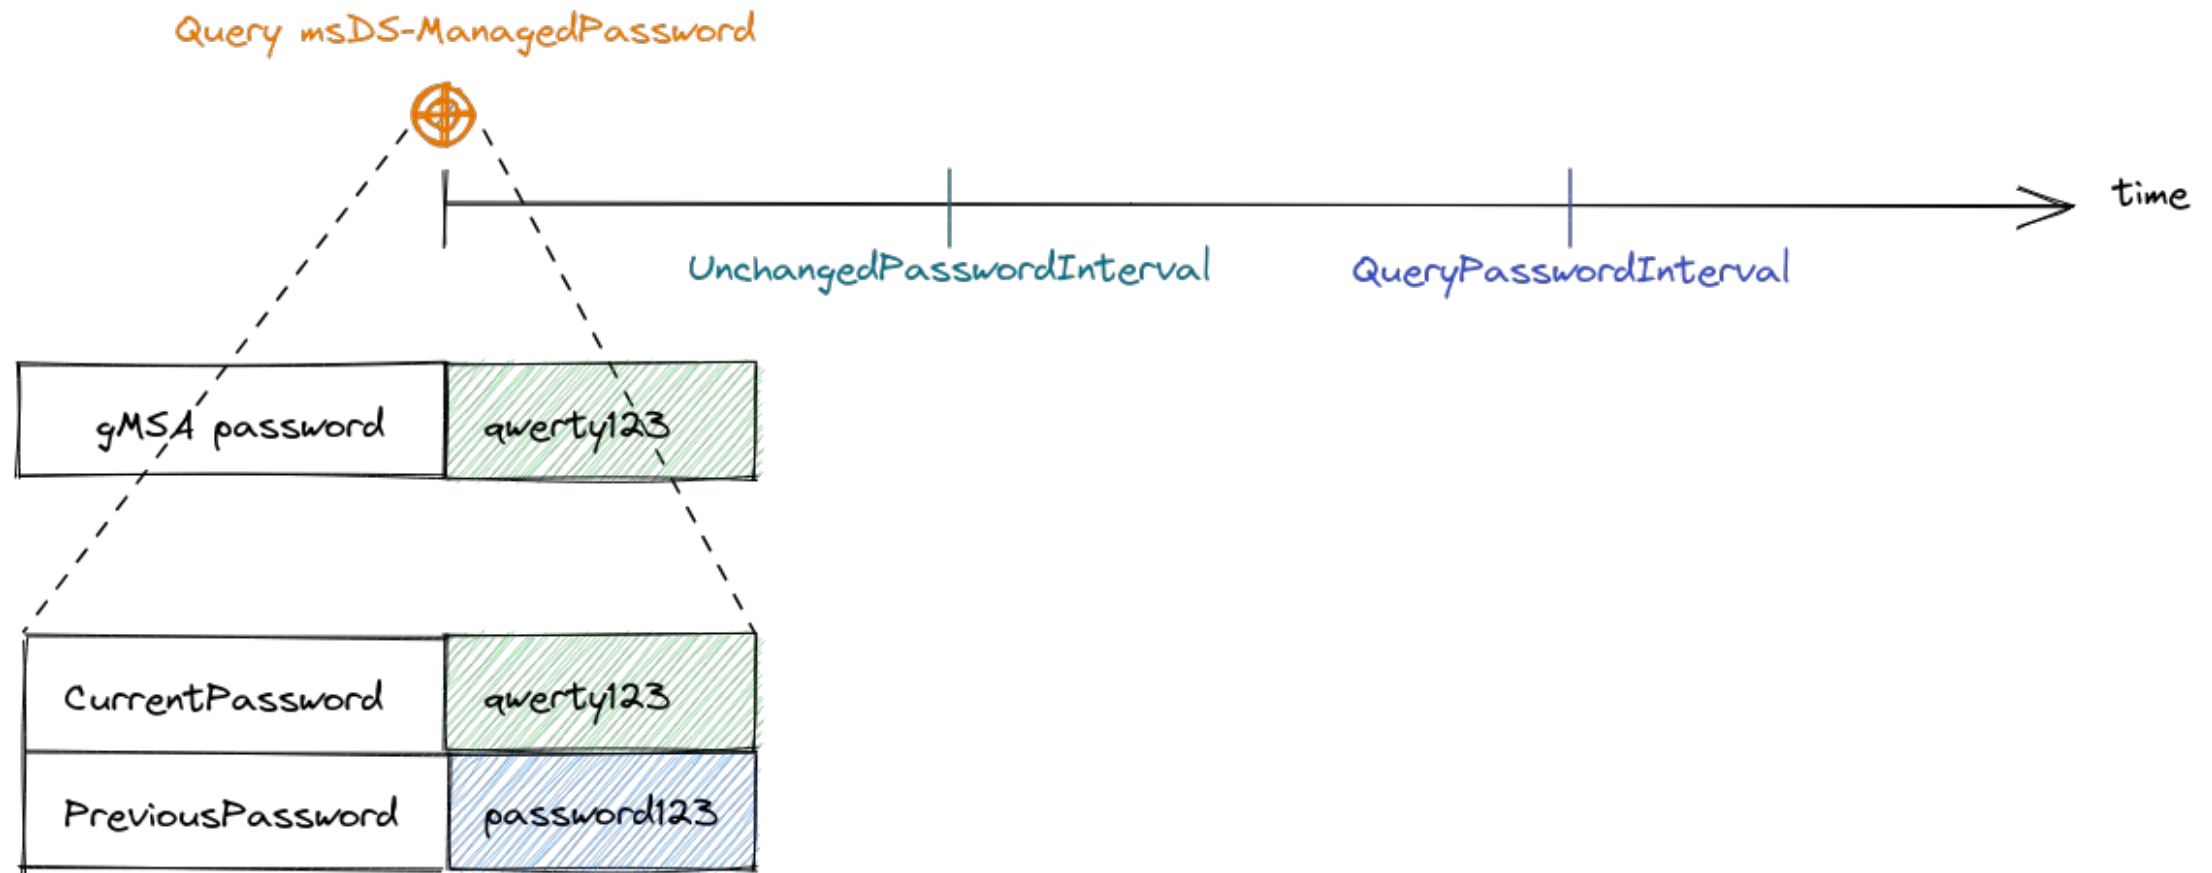 Query msDS-ManagedPassword
time
UnchangedPasswordInterval
QueryPasswordInterval
gMSA password
qwerty123
CurrentPassword
qwerty123
PreviousPassword
password123